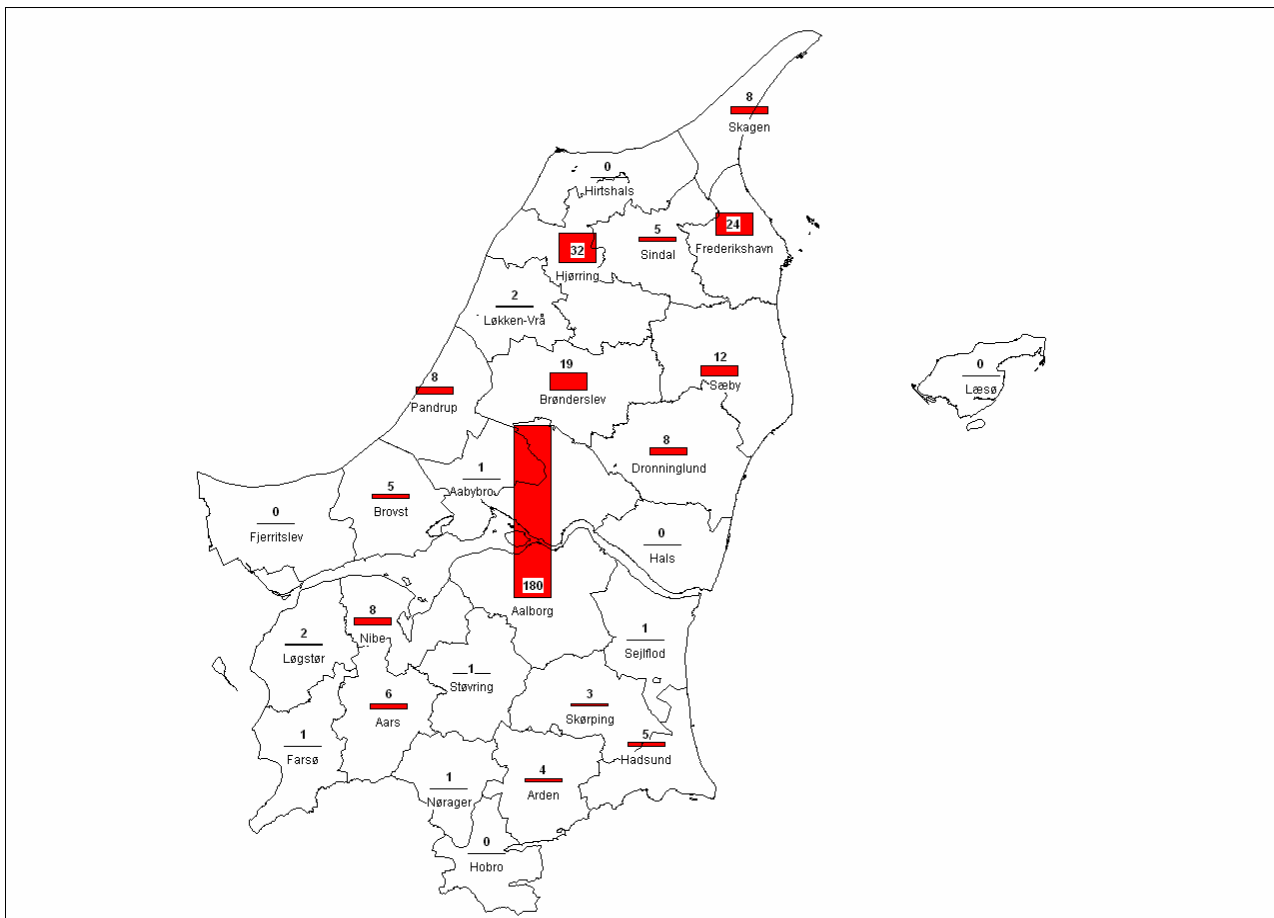 8
Skagen
0
Hirtshals
24
Frederikshavn
5
Sindal
32
Hjørring
2
Løkken-Vrå
12
Sæby
19
Brønderslev
0
Læsø
8
Pandrup
8
Dronninglund
1
Aabybro
5
Brovst
0
Fjerritslev
0
Hals
180
Aalborg
8
Nibe
2
Løgstør
1
Sejlflod
1
Støvring
6
Aars
3
Skørping
1
Farsø
5
Hadsund
4
Arden
1
Nørager
0
Hobro